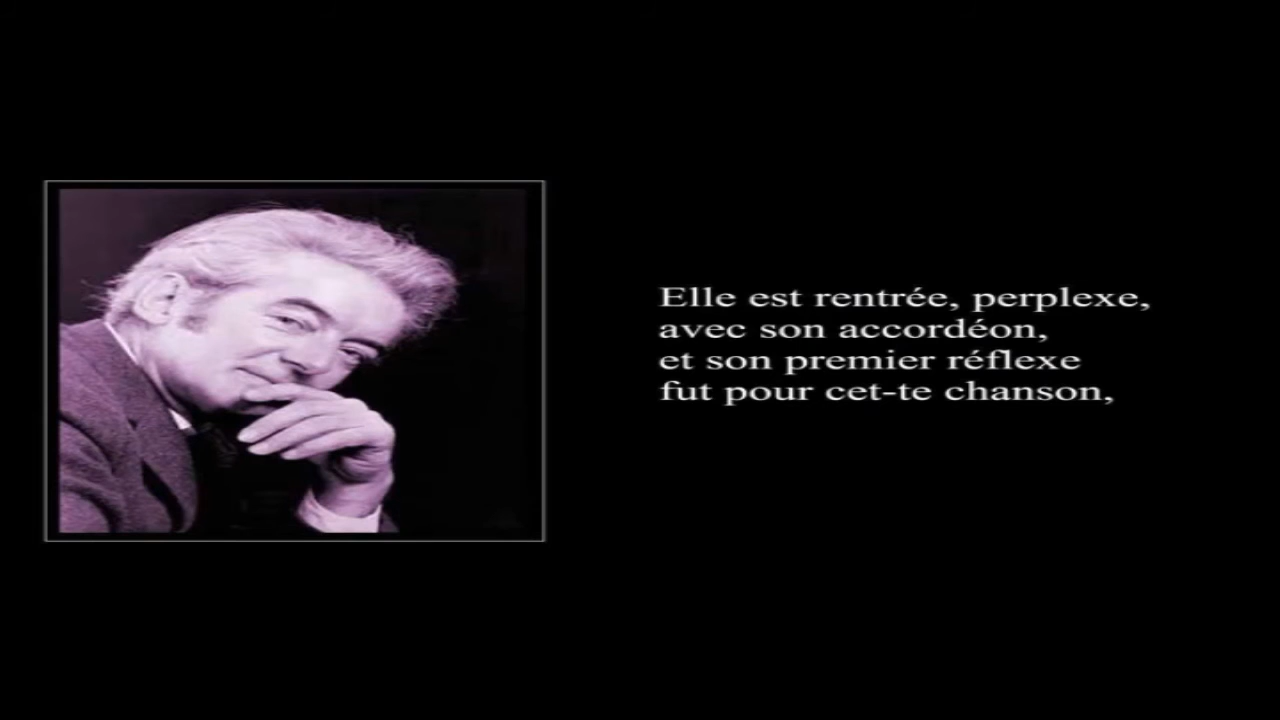 Elle est rentrée, perplexe,
avec son accordéon,
et son premier réflexe
fut pour cet-te chanson,